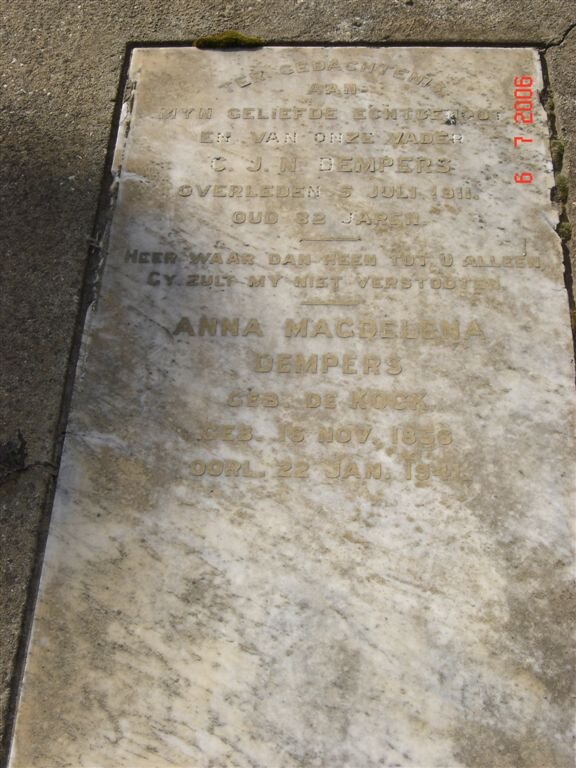 TER GEDACHTENIS
AAN
MYN GELIEFDE ECHTGENOOT
EN VAN ONZE VADER
C. J. N. DEMPERS
OVERLEDEN 5 JULI 1911.
OUD 82 JAREN.
HEER WAAR DAN HEEN TOT U ALLEEN,
GY ZULT MY NIET VERSTOOTEN.
ANNA MAGDELENA
DEMPERS
GEB. DE KOCK
GEB. 16 NOV. 1836
OORL. 22 JAN.
6 7 2006